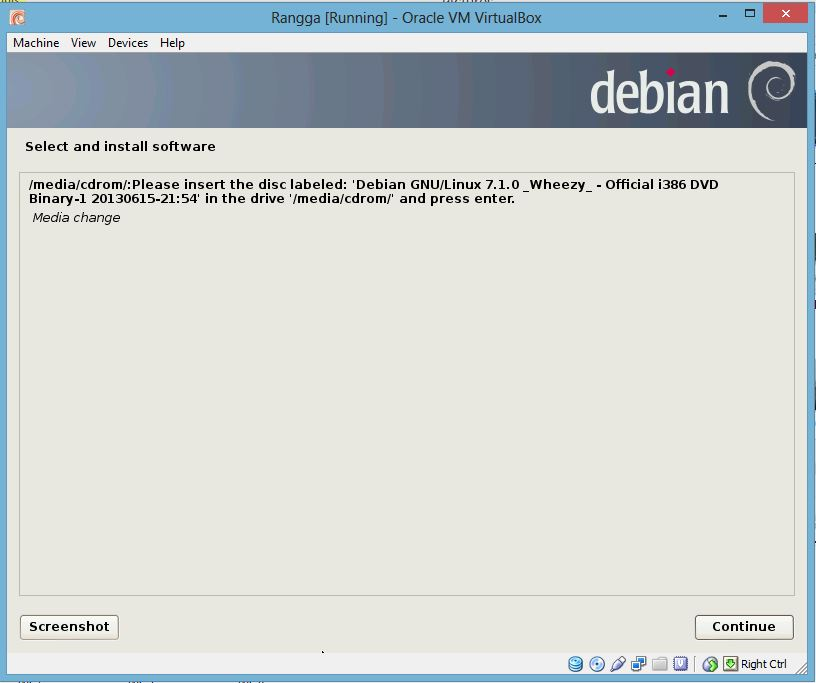 Rangga [Running] - Oracle VM VirtualBox
Machine View Devices Help
debian
Select and install software
/media/cdrom/:Please insert the disc labeled: 'Debian GNU/Linux 7.1.0 _Wheezy_ - Official i386 DVD
Binary-1 20130615-21:54' in the drive '/media/cdrom/' and press enter.
Media change
Screenshot
Continue
Right Ctrl